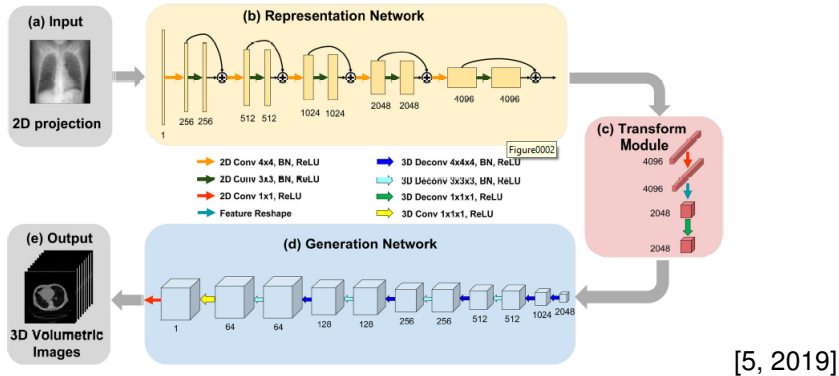 (a) Input
2D projection
(b) Representation Network
1
256 256
512 512
1024 1024
2048 2048
4096 4096
Figure0002
(c) Transform
Module
4096
4096
2048
2048
2D Conv 4x4, BN, ReLU
2D Conv 3x3, BN, ReLU
2D Conv 1x1, ReLU
Feature Reshape
3D Deconv 4x4x4, BN, ReLU
3D Deconv 3x3x3, BN, ReLU
3D Deconv 1x1x1, ReLU
3D Conv 1x1x1, ReLU
(d) Generation Network
1
64
64
128
128
256
256
512
512
1024
2048
(e) Output
3D Volumetric
Images
[5, 2019]